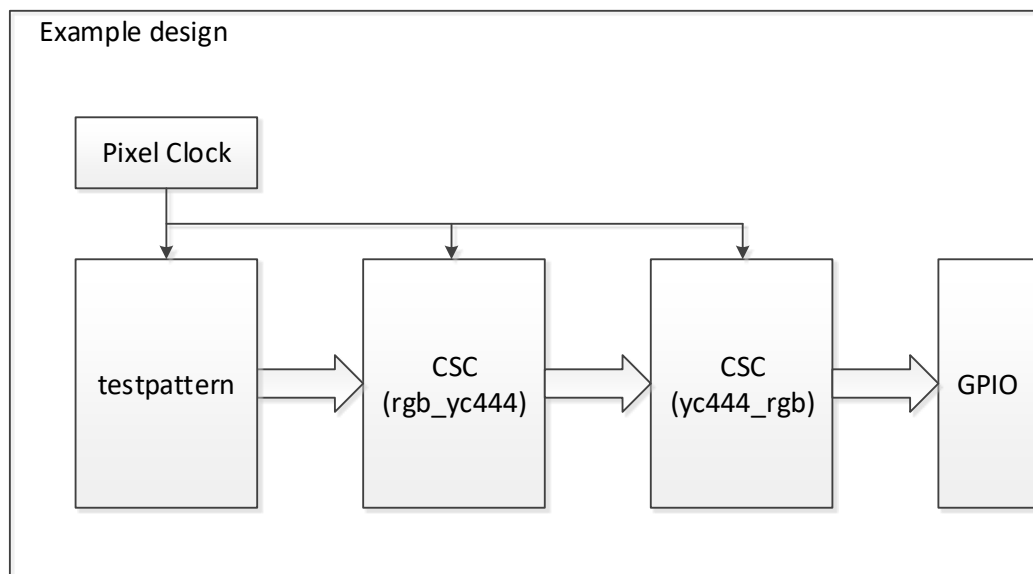 Example design
Pixel Clock
testpattern
CSC
(rgb_yc444)
CSC
(yc444_rgb)
GPIO